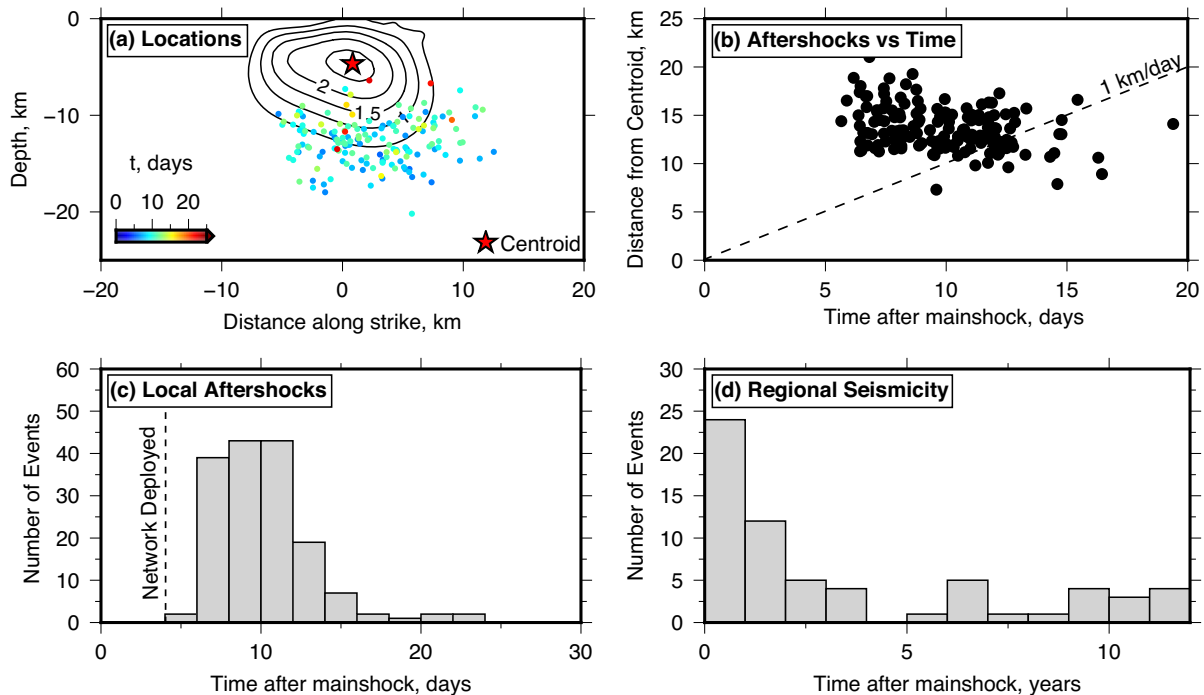 (a) Locations
0
−10
−20
Depth, km
2
1.5
t, days
0 10 20
Centroid
−20 −10 0 10 20
Distance along strike, km
(b) Aftershocks vs Time
25
20
15
10
5
0
Distance from Centroid, km
1 km/day
0 5 10 15 20
Time after mainshock, days
(c) Local Aftershocks
60
50
40
30
20
10
0
Number of Events
Network Deployed
0 10 20 30
Time after mainshock, days
(d) Regional Seismicity
30
25
20
15
10
5
0
Number of Events
0 5 10
Time after mainshock, years